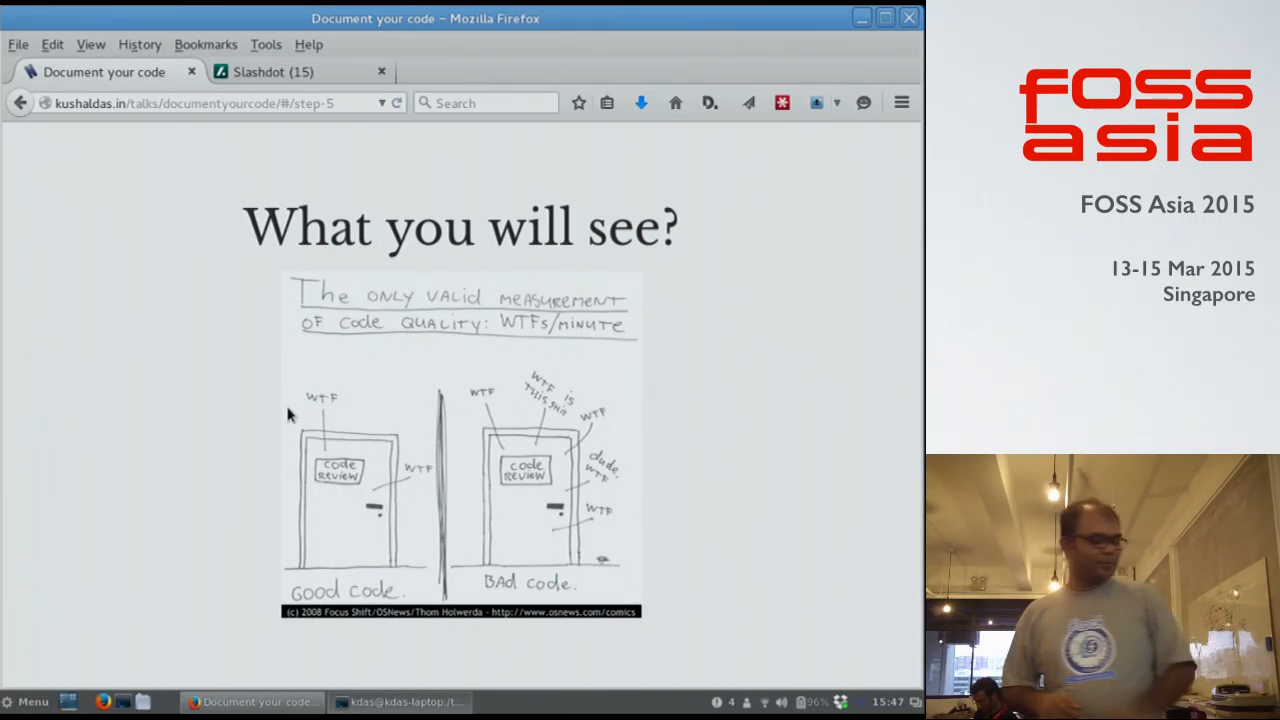 Document your code - Mozilla Firefox
File Edit View History Bookmarks Tools Help
Document your code
Slashdot (15)
kushaldas.in/talks/documentyourcode/#/step-5
Search
D.
What you will see?
The ONLY VALID MEASUREMENT
OF Code QUALITY: WTFs/MINUTE
WTF
code
REVIEW
WTF
GOOD code.
WTF
WTF IS
THIS SHIT
WTF
code
REVIEW
dude,
WTF
WTF
BAD code.
(c) 2008 Focus Shift/OSNews/Thom Holwerda - http://www.osnews.com/comics
Menu
Document your code...
kdas@kdas-laptop:/t...
4
96%
15:47
FOSS
asia
FOSS Asia 2015
13-15 Mar 2015
Singapore